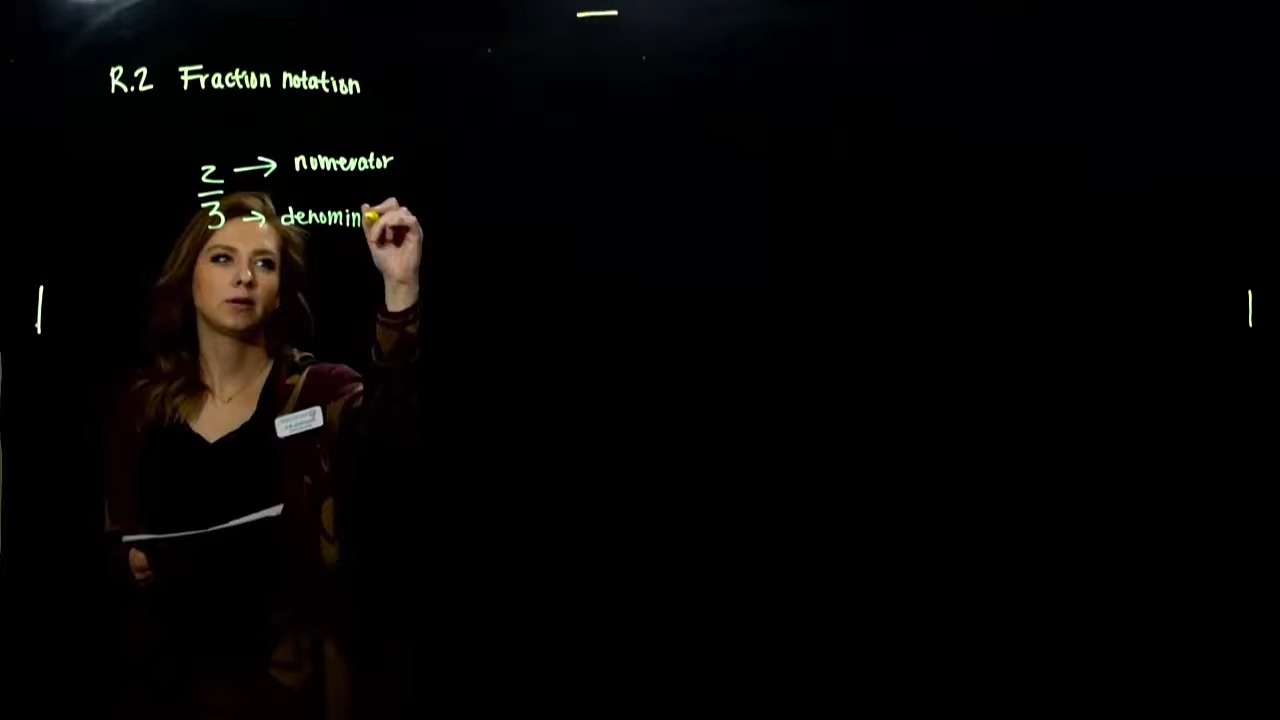 R.2 Fraction notation
2 → numerator
3 → denomin